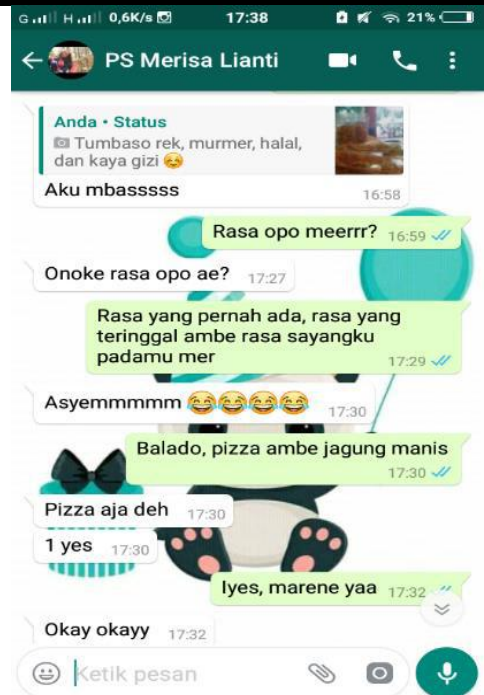 G H 0,6K/s 17:38 21%
PS Merisa Lianti
Anda • Status
Tumbaso rek, murmer, halal,
dan kaya gizi 😊
Aku mbasssss
16:58
Rasa opo meerrr? 16:59
Onoke rasa opo ae? 17:27
Rasa yang pernah ada, rasa yang
teringgal ambe rasa sayangku
padamu mer
17:29
Asyemmmmm 😂😂😂😂 17:30
Balado, pizza ambe jagung manis
17:30
Pizza aja deh 17:30
1 yes 17:30
Iyes, marene yaa 17:32
Okay okayy 17:32
Ketik pesan